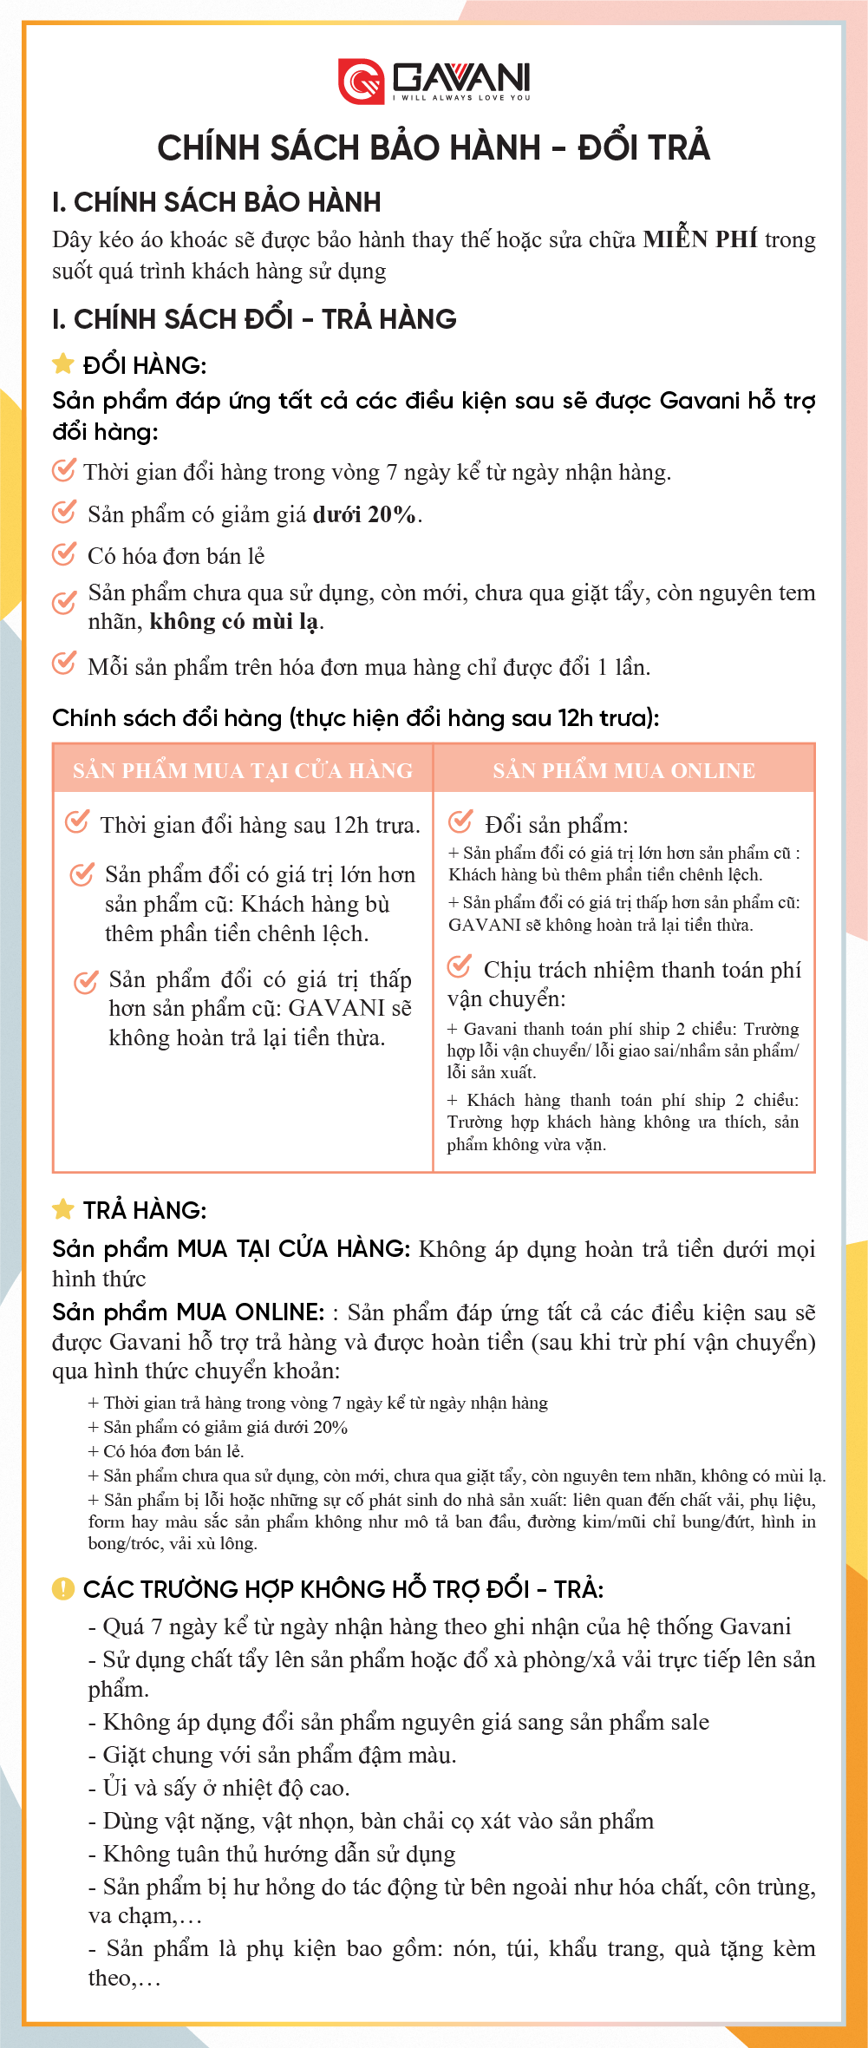 GAVANI
I WILL ALWAYS LOVE YOU
CHÍNH SÁCH BẢO HÀNH - ĐỔI TRẢ
I. CHÍNH SÁCH BẢO HÀNH
Dây kéo áo khoác sẽ được bảo hành thay thế hoặc sửa chữa MIỄN PHÍ trong
suốt quá trình khách hàng sử dụng
I. CHÍNH SÁCH ĐỔI - TRẢ HÀNG
ĐỔI HÀNG:
Sản phẩm đáp ứng tất cả các điều kiện sau sẽ được Gavani hỗ trợ
đổi hàng:
Thời gian đổi hàng trong vòng 7 ngày kể từ ngày nhận hàng.
Sản phẩm có giảm giá dưới 20%.
Có hóa đơn bán lẻ
Sản phẩm chưa qua sử dụng, còn mới, chưa qua giặt tẩy, còn nguyên tem
nhãn, không có mùi lạ.
Mỗi sản phẩm trên hóa đơn mua hàng chỉ được đổi 1 lần.
Chính sách đổi hàng (thực hiện đổi hàng sau 12h trưa):
SẢN PHẨM MUA TẠI CỬA HÀNG
Thời gian đổi hàng sau 12h trưa.
Sản phẩm đổi có giá trị lớn hơn
sản phẩm cũ: Khách hàng bù
thêm phần tiền chênh lệch.
Sản phẩm đổi có giá trị thấp
hơn sản phẩm cũ: GAVANI sẽ
không hoàn trả lại tiền thừa.
SẢN PHẨM MUA ONLINE
Đổi sản phẩm:
+ Sản phẩm đổi có giá trị lớn hơn sản phẩm cũ :
Khách hàng bù thêm phần tiền chênh lệch.
+ Sản phẩm đổi có giá trị thấp hơn sản phẩm cũ:
GAVANI sẽ không hoàn trả lại tiền thừa.
Chịu trách nhiệm thanh toán phí
vận chuyển:
+ Gavani thanh toán phí ship 2 chiều: Trường
hợp lỗi vận chuyển/ lỗi giao sai/nhầm sản phẩm/
lỗi sản xuất.
+ Khách hàng thanh toán phí ship 2 chiều:
Trường hợp khách hàng không ưa thích, sản
phẩm không vừa vặn.
TRẢ HÀNG:
Sản phẩm MUA TẠI CỬA HÀNG: Không áp dụng hoàn trả tiền dưới mọi
hình thức
Sản phẩm MUA ONLINE: : Sản phẩm đáp ứng tất cả các điều kiện sau sẽ
được Gavani hỗ trợ trả hàng và được hoàn tiền (sau khi trừ phí vận chuyển)
qua hình thức chuyển khoản:
+ Thời gian trả hàng trong vòng 7 ngày kể từ ngày nhận hàng
+ Sản phẩm có giảm giá dưới 20%
+ Có hóa đơn bán lẻ.
+ Sản phẩm chưa qua sử dụng, còn mới, chưa qua giặt tẩy, còn nguyên tem nhãn, không có mùi lạ.
+ Sản phẩm bị lỗi hoặc những sự cố phát sinh do nhà sản xuất: liên quan đến chất vải, phụ liệu,
form hay màu sắc sản phẩm không như mô tả ban đầu, đường kim/mũi chỉ bung/đứt, hình in
bong/tróc, vải xù lông.
CÁC TRƯỜNG HỢP KHÔNG HỖ TRỢ ĐỔI - TRẢ:
- Quá 7 ngày kể từ ngày nhận hàng theo ghi nhận của hệ thống Gavani
- Sử dụng chất tẩy lên sản phẩm hoặc đổ xà phòng/xả vải trực tiếp lên sản
phẩm.
- Không áp dụng đổi sản phẩm nguyên giá sang sản phẩm sale
- Giặt chung với sản phẩm đậm màu.
- Ủi và sấy ở nhiệt độ cao.
- Dùng vật nặng, vật nhọn, bàn chải cọ xát vào sản phẩm
- Không tuân thủ hướng dẫn sử dụng
- Sản phẩm bị hư hỏng do tác động từ bên ngoài như hóa chất, côn trùng,
va chạm,…
- Sản phẩm là phụ kiện bao gồm: nón, túi, khẩu trang, quà tặng kèm
theo,…